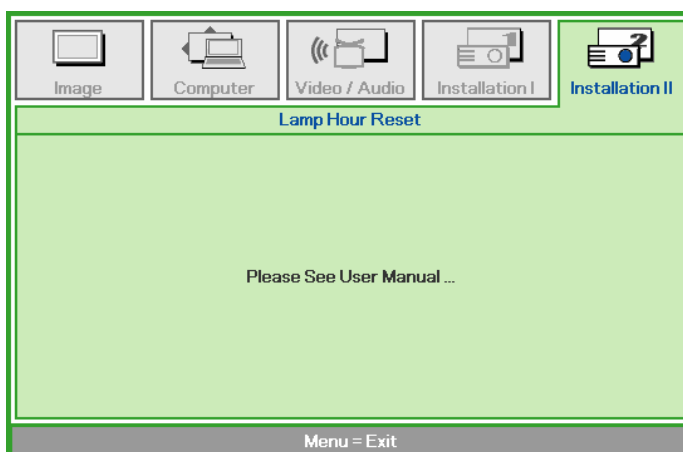 Image
Computer
Video / Audio
Installation I
Installation II
Lamp Hour Reset
Please See User Manual ...
Menu = Exit